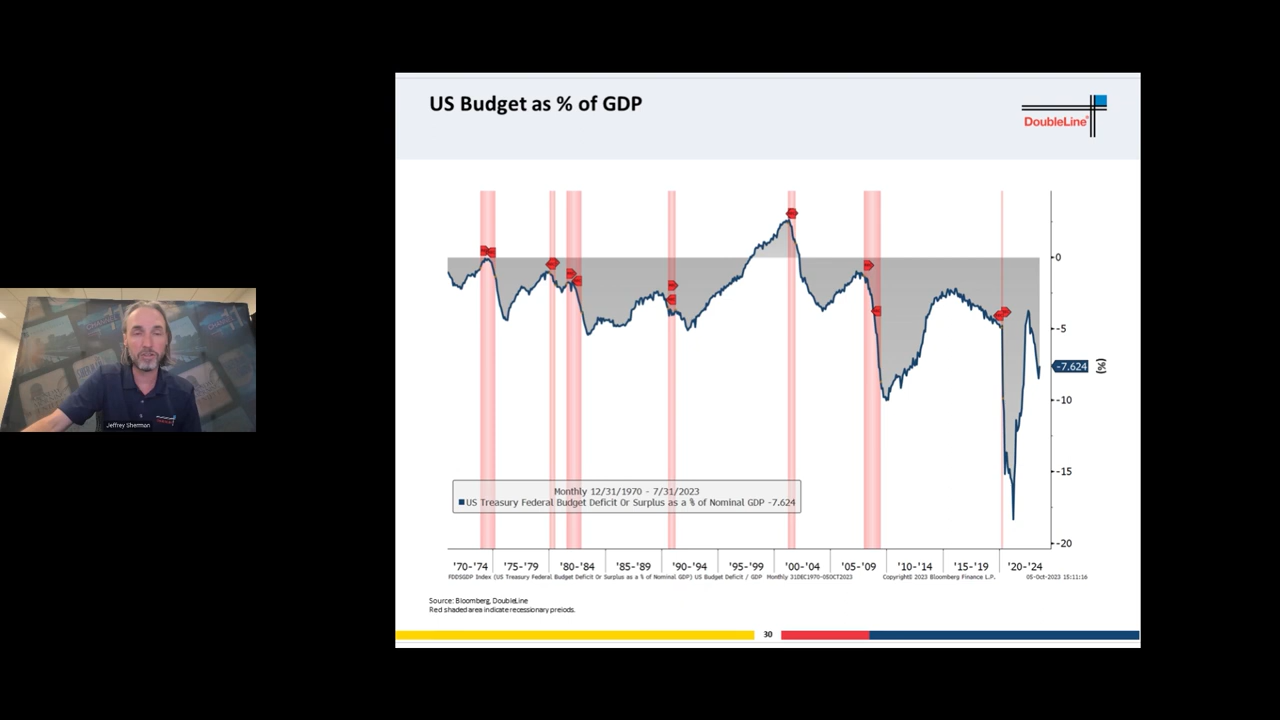 US Budget as % of GDP
DoubleLine®
0
-5
-7.624
(%)
-10
-15
-20
Monthly 12/31/1970 - 7/31/2023
US Treasury Federal Budget Deficit Or Surplus as a % of Nominal GDP -7.624
'70-'74 '75-'79 '80-'84 '85-'89 '90-'94 '95-'99 '00-'04 '05-'09 '10-'14 '15-'19 '20-'24
FDDSGDP Index (US Treasury Federal Budget Deficit Or Surplus as a % of Nominal GDP) US Budget Deficit / GDP Monthly 31DEC1970-05OCT2023 Copyright© 2023 Bloomberg Finance L.P. 05-Oct-2023 15:11:16
Source: Bloomberg, DoubleLine
Red shaded area indicate recessionary preiods.
30
Jeffrey Sherman